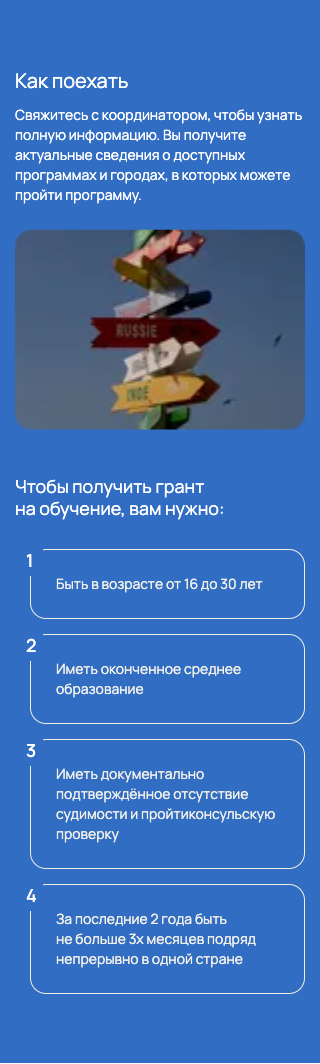 Как поехать
Свяжитесь с координатором, чтобы узнать
полную информацию. Вы получите
актуальные сведения о доступных
программах и городах, в которых можете
пройти программу.
RUSSIE
INDE
Чтобы получить грант
на обучение, вам нужно:
1
Быть в возрасте от 16 до 30 лет
2
Иметь оконченное среднее
образование
3
Иметь документально
подтверждённое отсутствие
судимости и пройтиконсульскую
проверку
4
За последние 2 года быть
не больше 3х месяцев подряд
непрерывно в одной стране